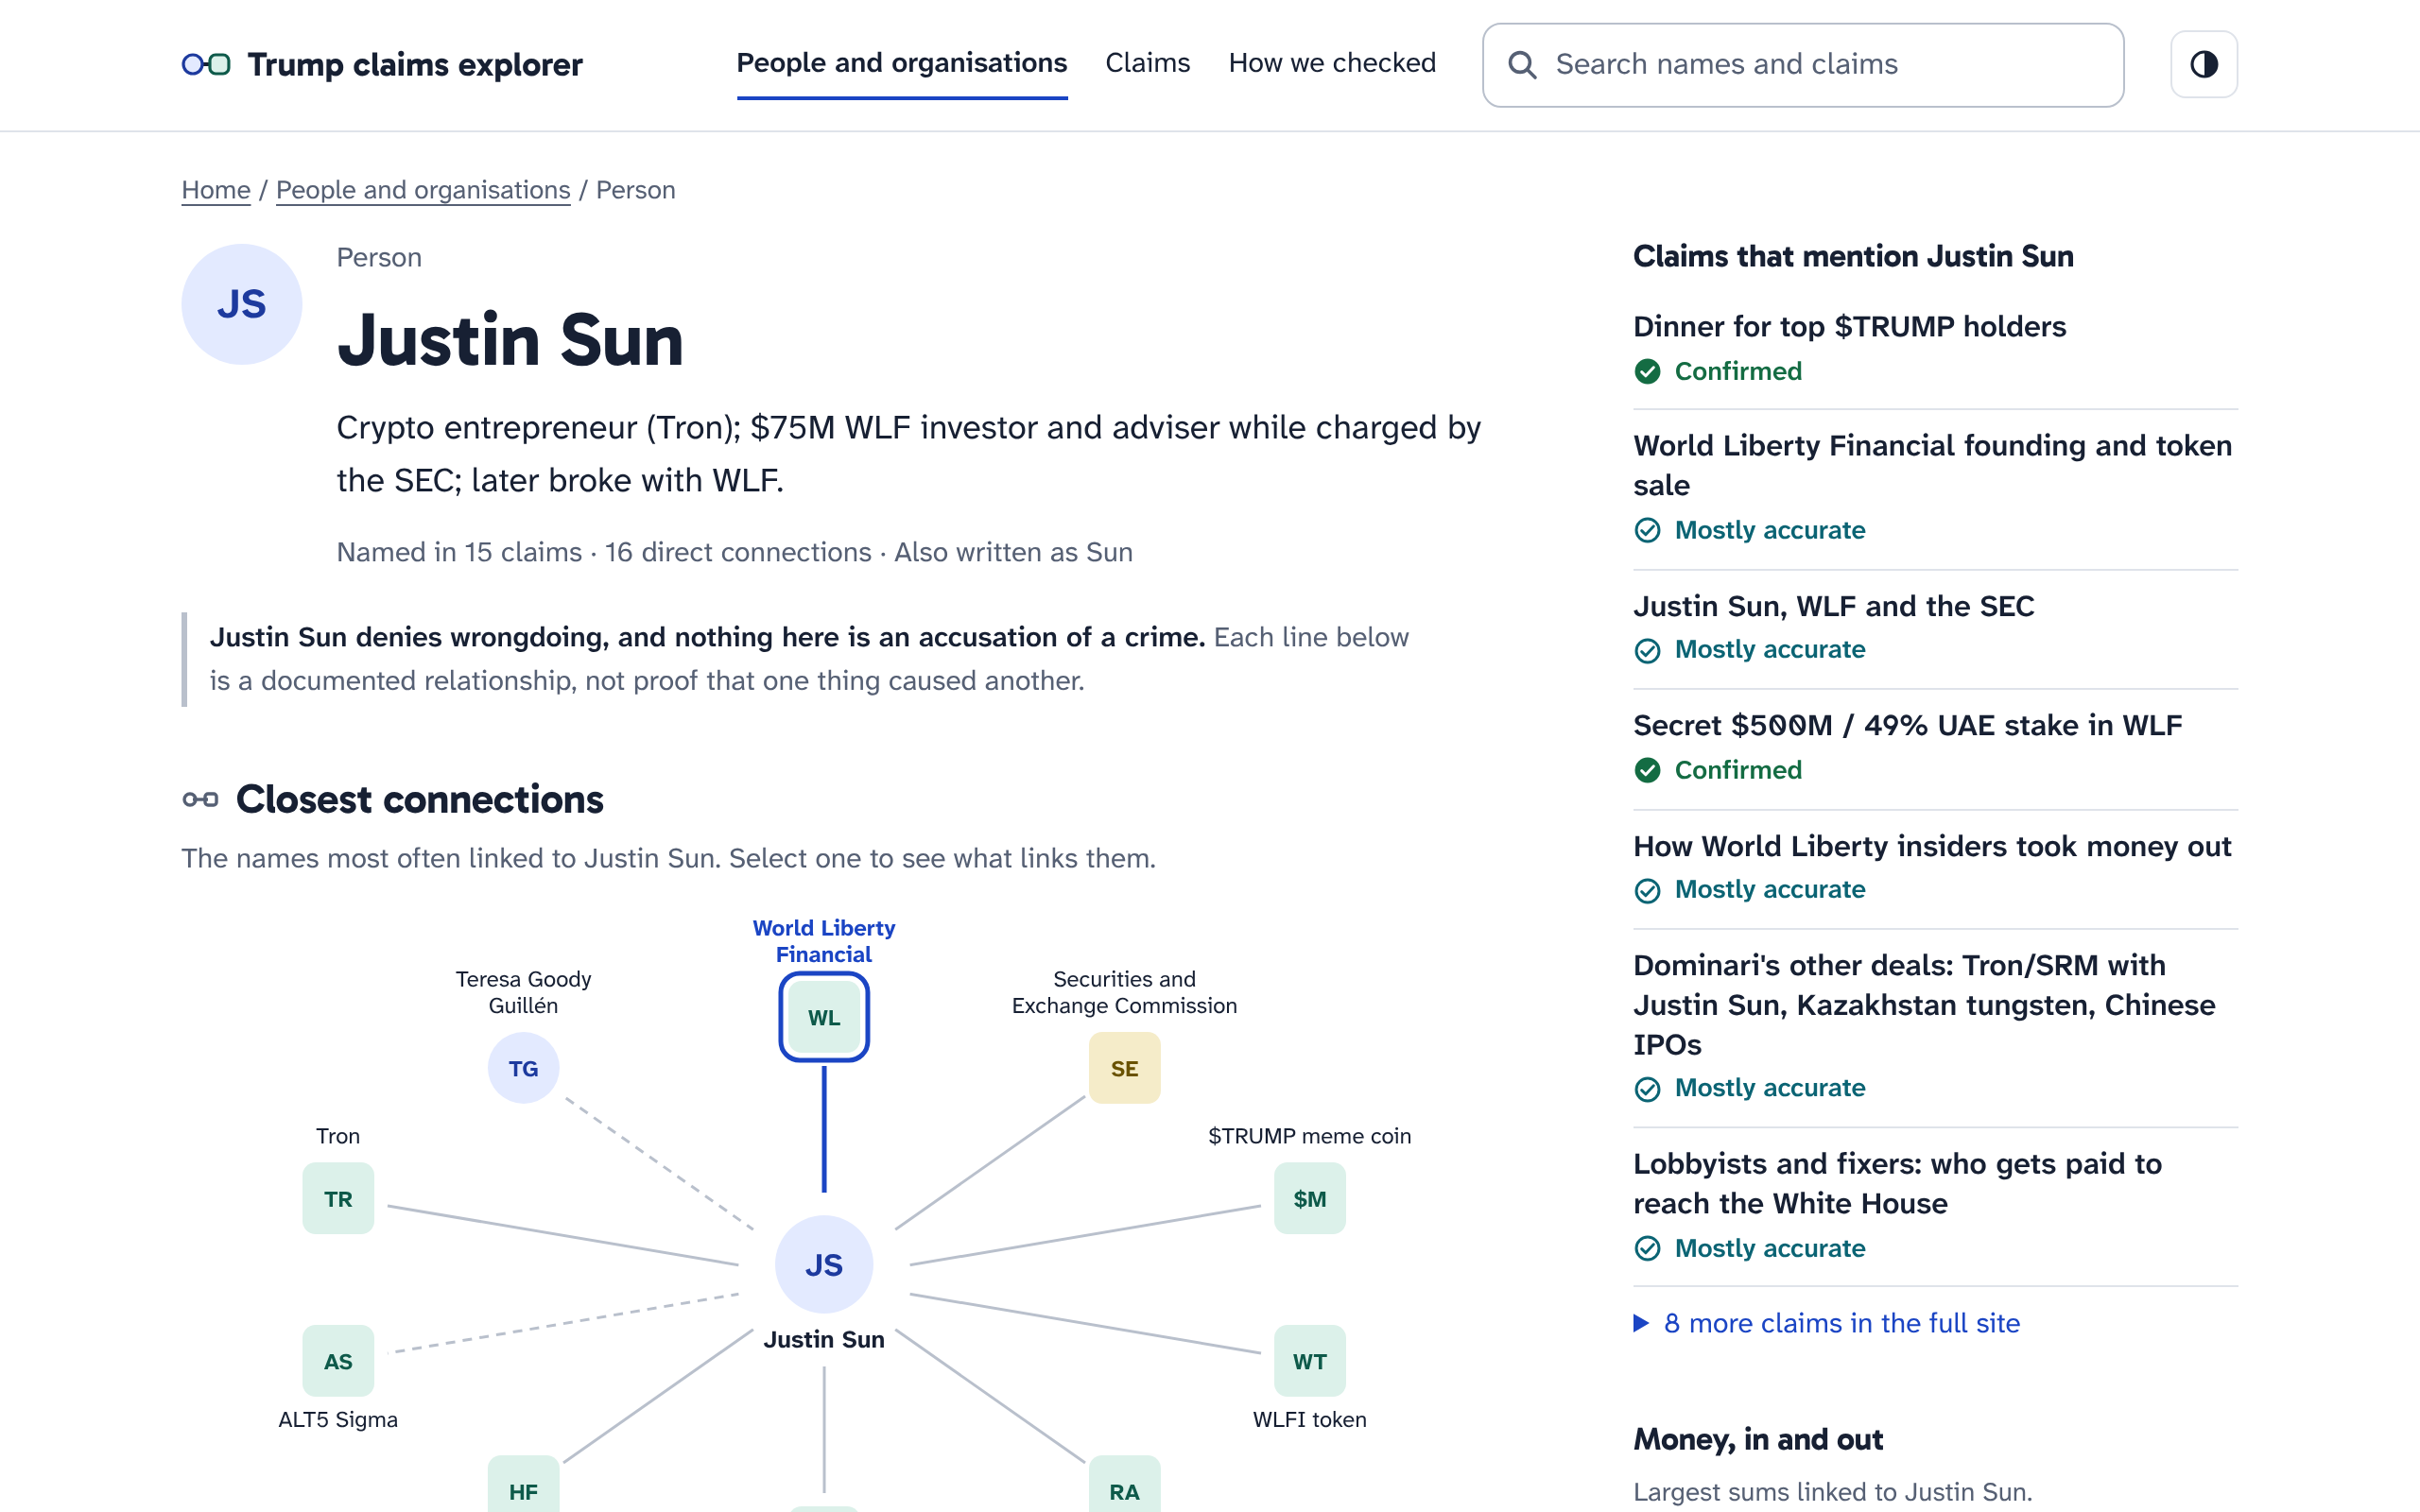 Trump claims explorer
People and organisations
Claims
How we checked
Search names and claims
Home / People and organisations / Person
JS
Person
Justin Sun
Crypto entrepreneur (Tron); $75M WLF investor and adviser while charged by
the SEC; later broke with WLF.
Named in 15 claims · 16 direct connections · Also written as Sun
Justin Sun denies wrongdoing, and nothing here is an accusation of a crime. Each line below
is a documented relationship, not proof that one thing caused another.
Closest connections
The names most often linked to Justin Sun. Select one to see what links them.
World Liberty
Financial
WL
Teresa Goody
Guillén
TG
Securities and
Exchange Commission
SE
Tron
TR
$TRUMP meme coin
$M
JS
Justin Sun
AS
ALT5 Sigma
WT
WLFI token
HF
RA
Claims that mention Justin Sun
Dinner for top $TRUMP holders
Confirmed
World Liberty Financial founding and token
sale
Mostly accurate
Justin Sun, WLF and the SEC
Mostly accurate
Secret $500M / 49% UAE stake in WLF
Confirmed
How World Liberty insiders took money out
Mostly accurate
Dominari's other deals: Tron/SRM with
Justin Sun, Kazakhstan tungsten, Chinese
IPOs
Mostly accurate
Lobbyists and fixers: who gets paid to
reach the White House
Mostly accurate
8 more claims in the full site
Money, in and out
Largest sums linked to Justin Sun.